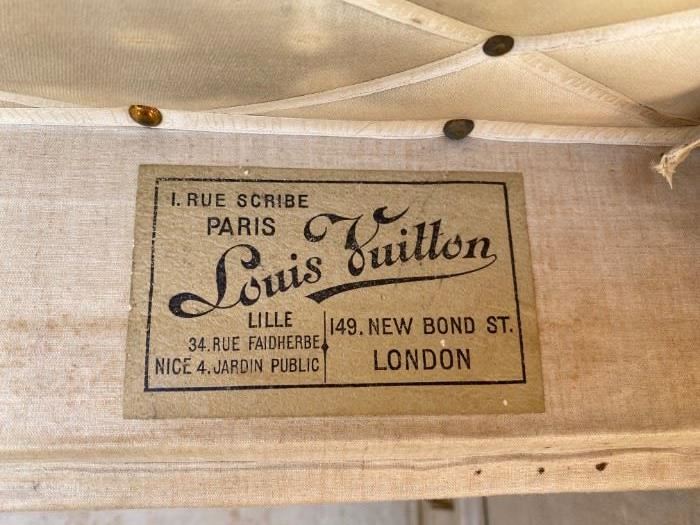 1. RUE SCRIBE
PARIS
Louis Vuitton
LILLE
34. RUE FAIDHERBE
NICE 4. JARDIN PUBLIC
149. NEW BOND ST.
LONDON